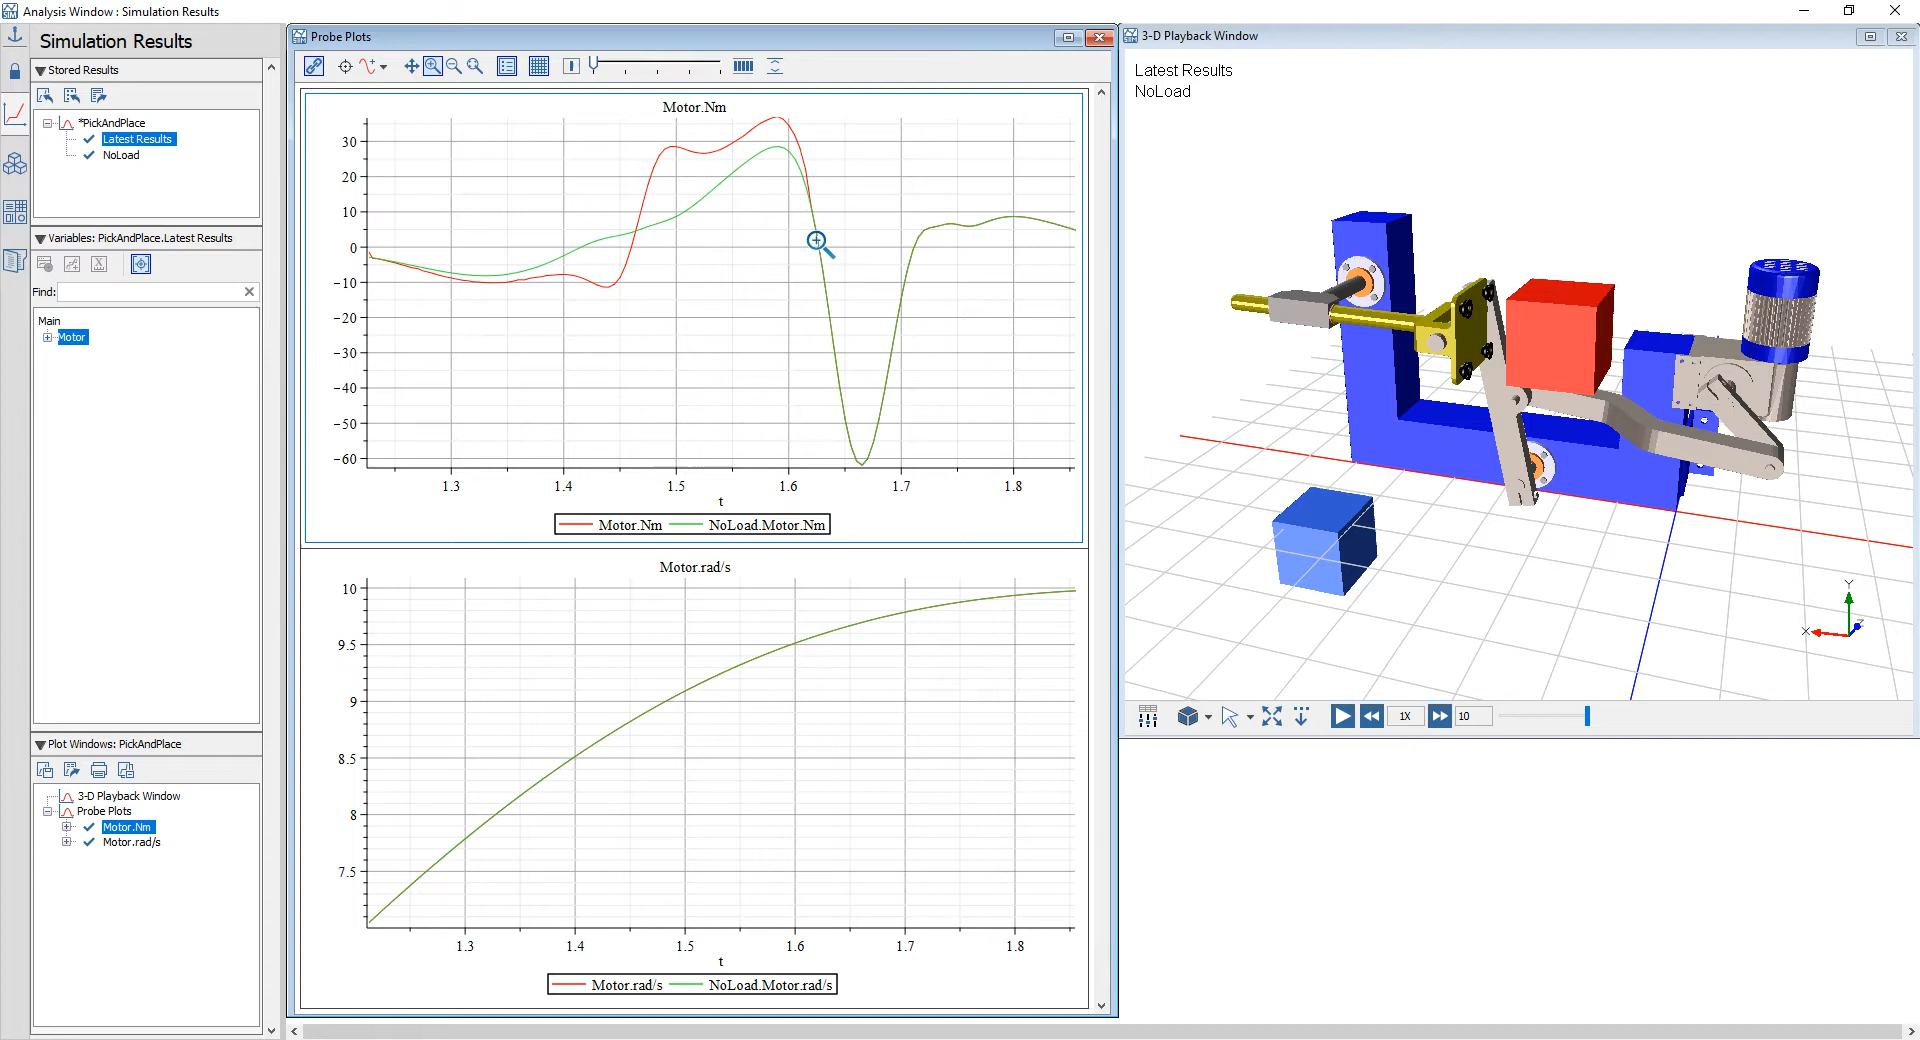 Analysis Window : Simulation Results
Simulation Results
Stored Results
*PickAndPlace
Latest Results
NoLoad
Variables: PickAndPlace.Latest Results
Find:
Main
Motor
Plot Windows: PickAndPlace
3-D Playback Window
Probe Plots
Motor.Nm
Motor.rad/s
Probe Plots
Motor.Nm
30
20
10
0
−10
−20
−30
−40
−50
−60
1.3 1.4 1.5 1.6 1.7 1.8
t
Motor.Nm NoLoad.Motor.Nm
Motor.rad/s
10
9.5
9
8.5
8
7.5
1.3 1.4 1.5 1.6 1.7 1.8
t
Motor.rad/s NoLoad.Motor.rad/s
3-D Playback Window
Latest Results
NoLoad
Y
X Z
1X 10